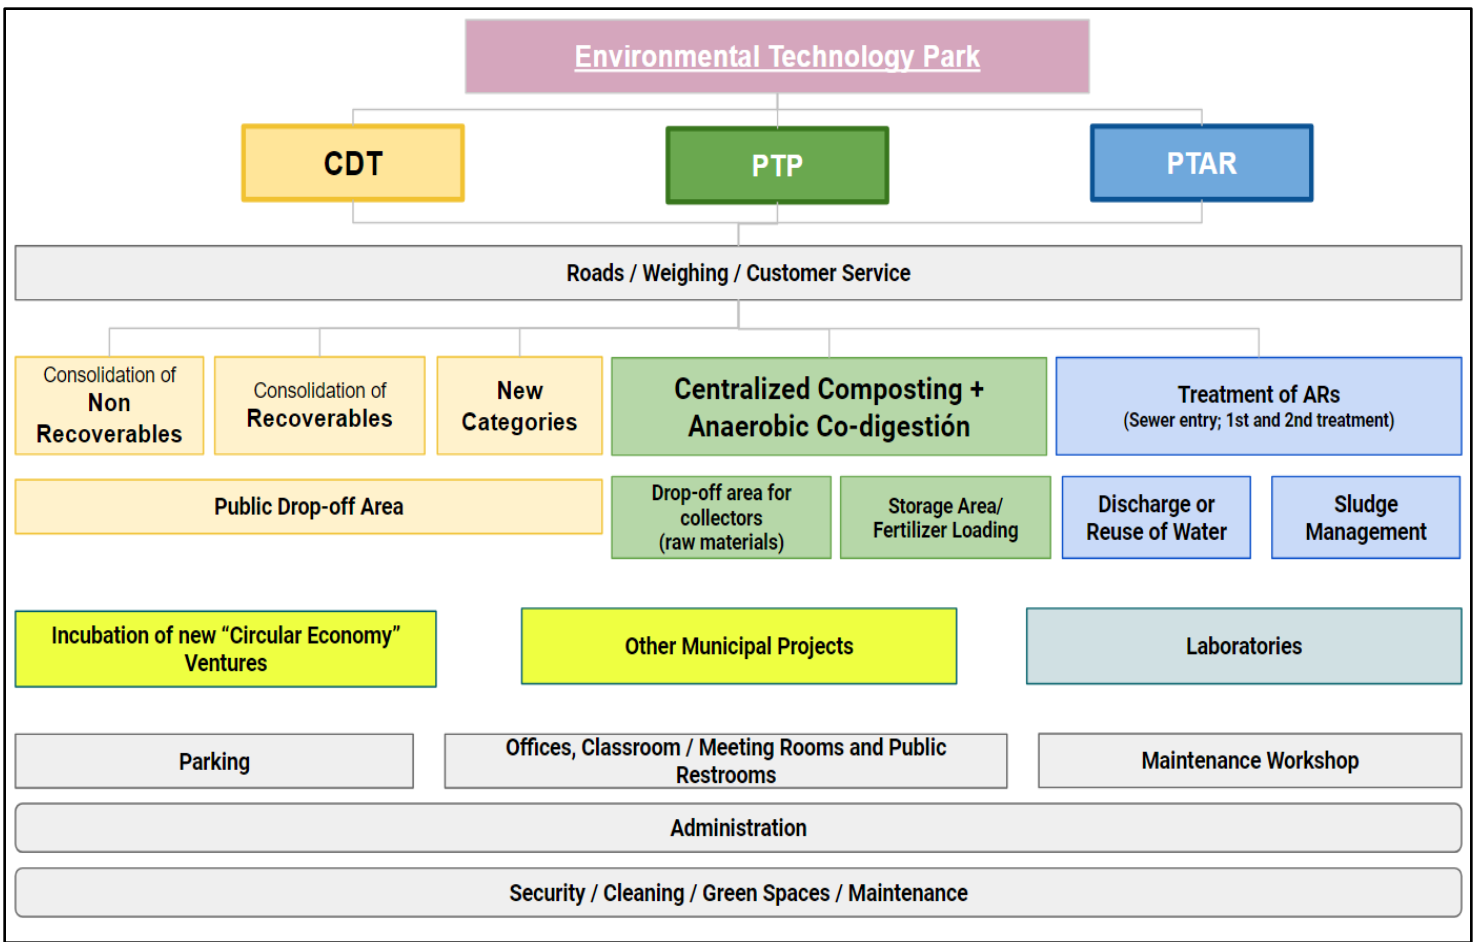 Environmental Technology Park
CDT
PTP
PTAR
Roads / Weighing / Customer Service
Consolidation of
Non
Recoverables
Consolidation of
Recoverables
New
Categories
Centralized Composting +
Anaerobic Co-digestión
Treatment of ARs
(Sewer entry; 1st and 2nd treatment)
Public Drop-off Area
Drop-off area for
collectors
(raw materials)
Storage Area/
Fertilizer Loading
Discharge or
Reuse of Water
Sludge
Management
Incubation of new “Circular Economy”
Ventures
Other Municipal Projects
Laboratories
Parking
Offices, Classroom / Meeting Rooms and Public
Restrooms
Maintenance Workshop
Administration
Security / Cleaning / Green Spaces / Maintenance